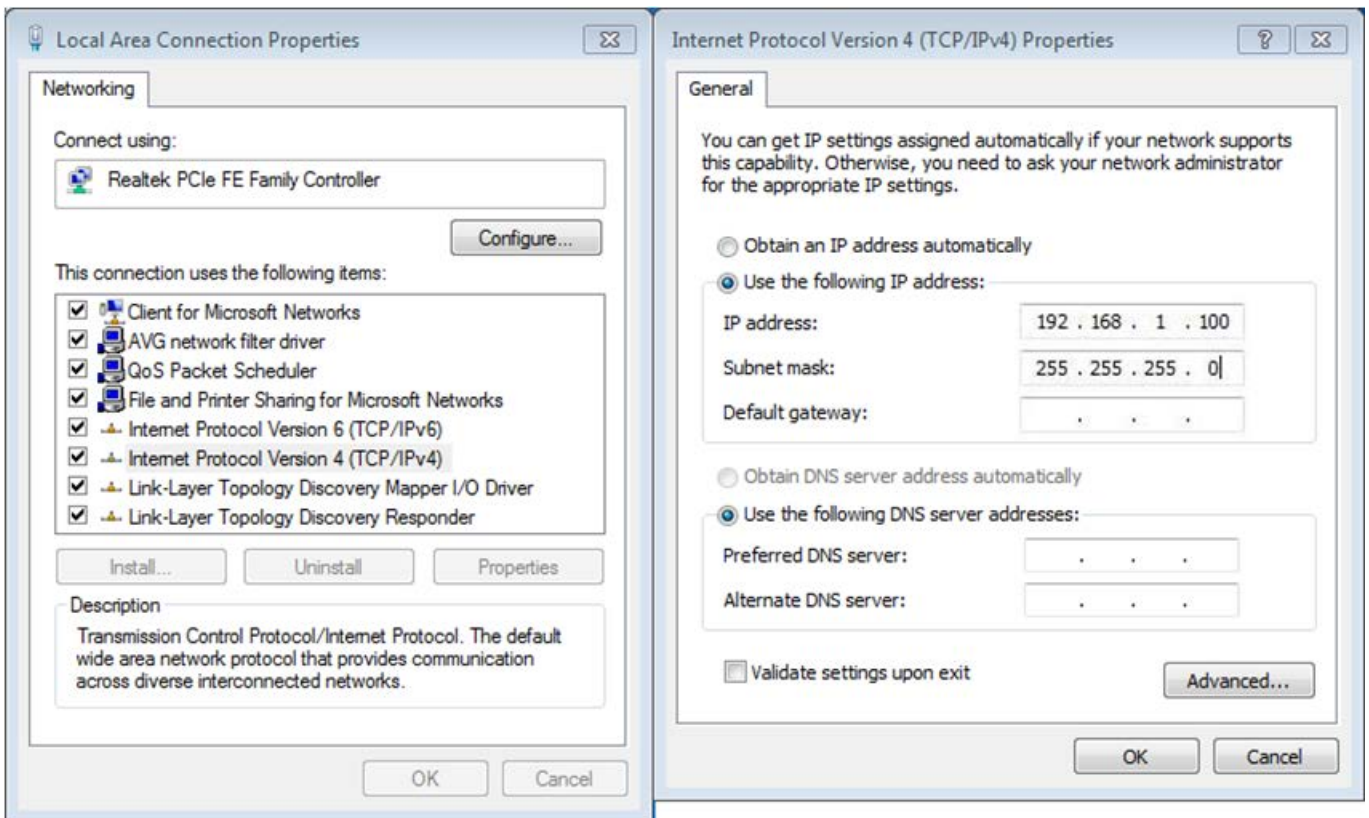 Local Area Connection Properties
Networking
Connect using:
Realtek PCIe FE Family Controller
Configure...
This connection uses the following items:
Client for Microsoft Networks
AVG network filter driver
QoS Packet Scheduler
File and Printer Sharing for Microsoft Networks
Internet Protocol Version 6 (TCP/IPv6)
Internet Protocol Version 4 (TCP/IPv4)
Link-Layer Topology Discovery Mapper I/O Driver
Link-Layer Topology Discovery Responder
Install...
Uninstall
Properties
Description
Transmission Control Protocol/Internet Protocol. The default
wide area network protocol that provides communication
across diverse interconnected networks.
OK
Cancel
Internet Protocol Version 4 (TCP/IPv4) Properties
General
You can get IP settings assigned automatically if your network supports
this capability. Otherwise, you need to ask your network administrator
for the appropriate IP settings.
Obtain an IP address automatically
Use the following IP address:
IP address: 192 . 168 . 1 . 100
Subnet mask: 255 . 255 . 255 . 0
Default gateway: . . .
Obtain DNS server address automatically
Use the following DNS server addresses:
Preferred DNS server: . . .
Alternate DNS server: . . .
Validate settings upon exit
Advanced...
OK
Cancel